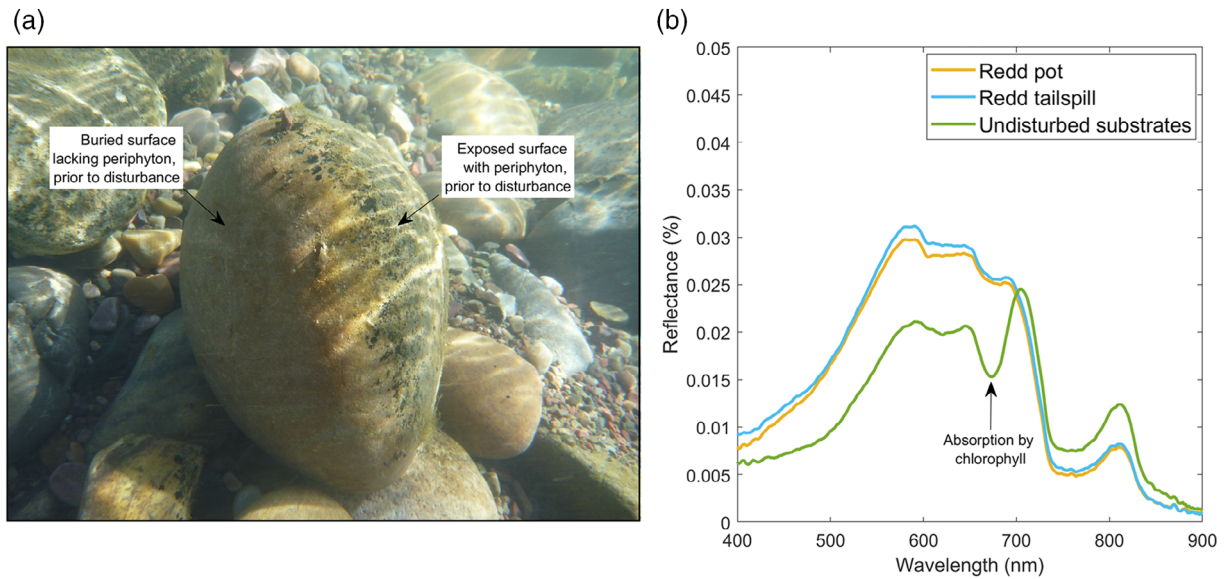 (a)
Buried surface
lacking periphyton,
prior to disturbance
Exposed surface
with periphyton,
prior to disturbance
(b)
0.05
0.045
0.04
0.035
0.03
0.025
0.02
0.015
0.01
0.005
0
Reflectance (%)
Redd pot
Redd tailspill
Undisturbed substrates
Absorption by
chlorophyll
400
500
600
700
800
900
Wavelength (nm)